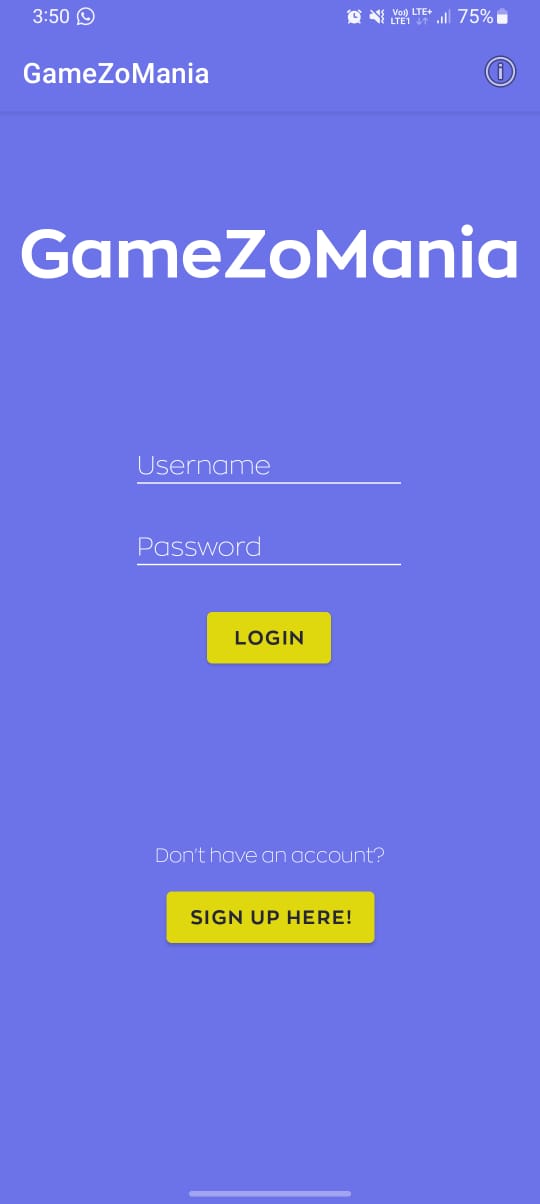 3:50 Vo)) LTE+ 75%
LTE1
GameZoMania
GameZoMania
Username
Password
LOGIN
Don't have an account?
SIGN UP HERE!